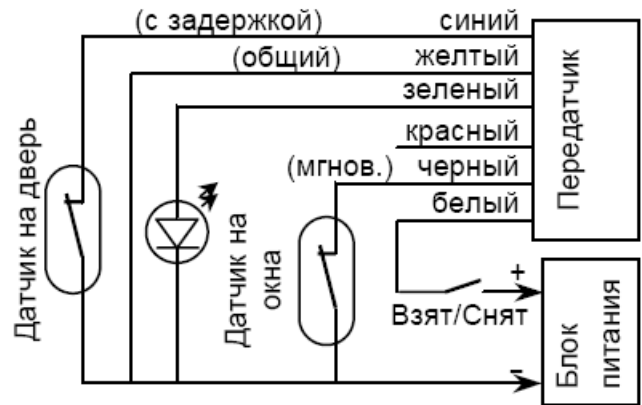 (с задержкой) синий
(общий) желтый
зеленый
красный
(мгнов.) черный
белый
Передатчик
Датчик на дверь
Датчик на
окна
Взят/Снят
+
-
Блок
питания